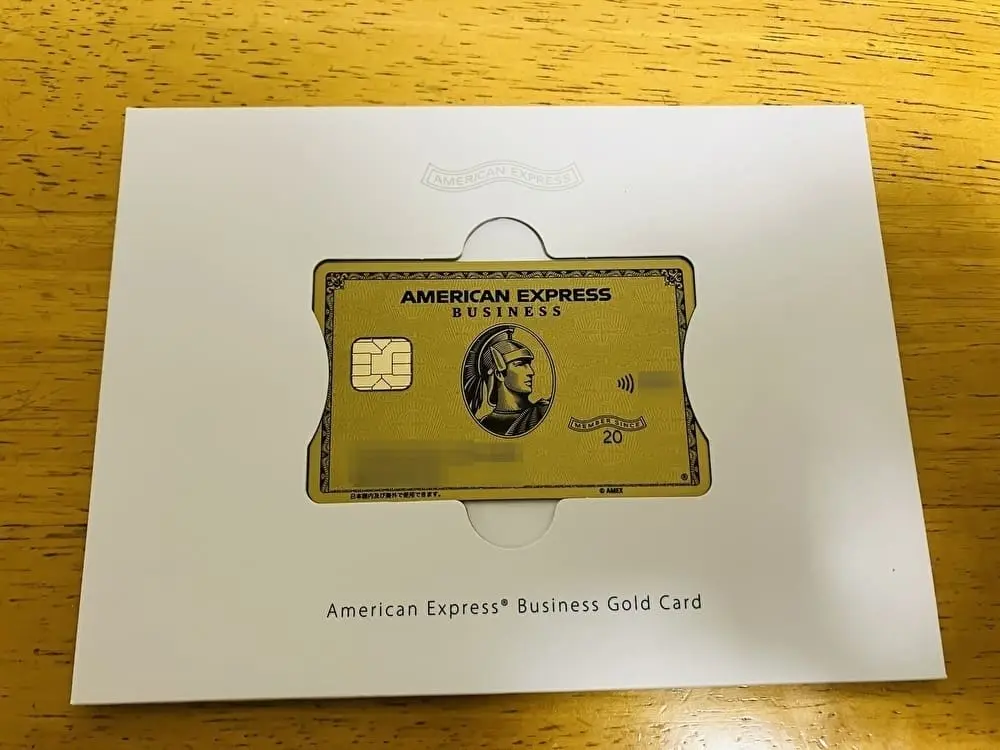 AMERICAN EXPRESS
AMERICAN EXPRESS
BUSINESS
MEMBER SINCE
20
日本国内及び海外で使用できます。
© AMEX
®
American Express® Business Gold Card